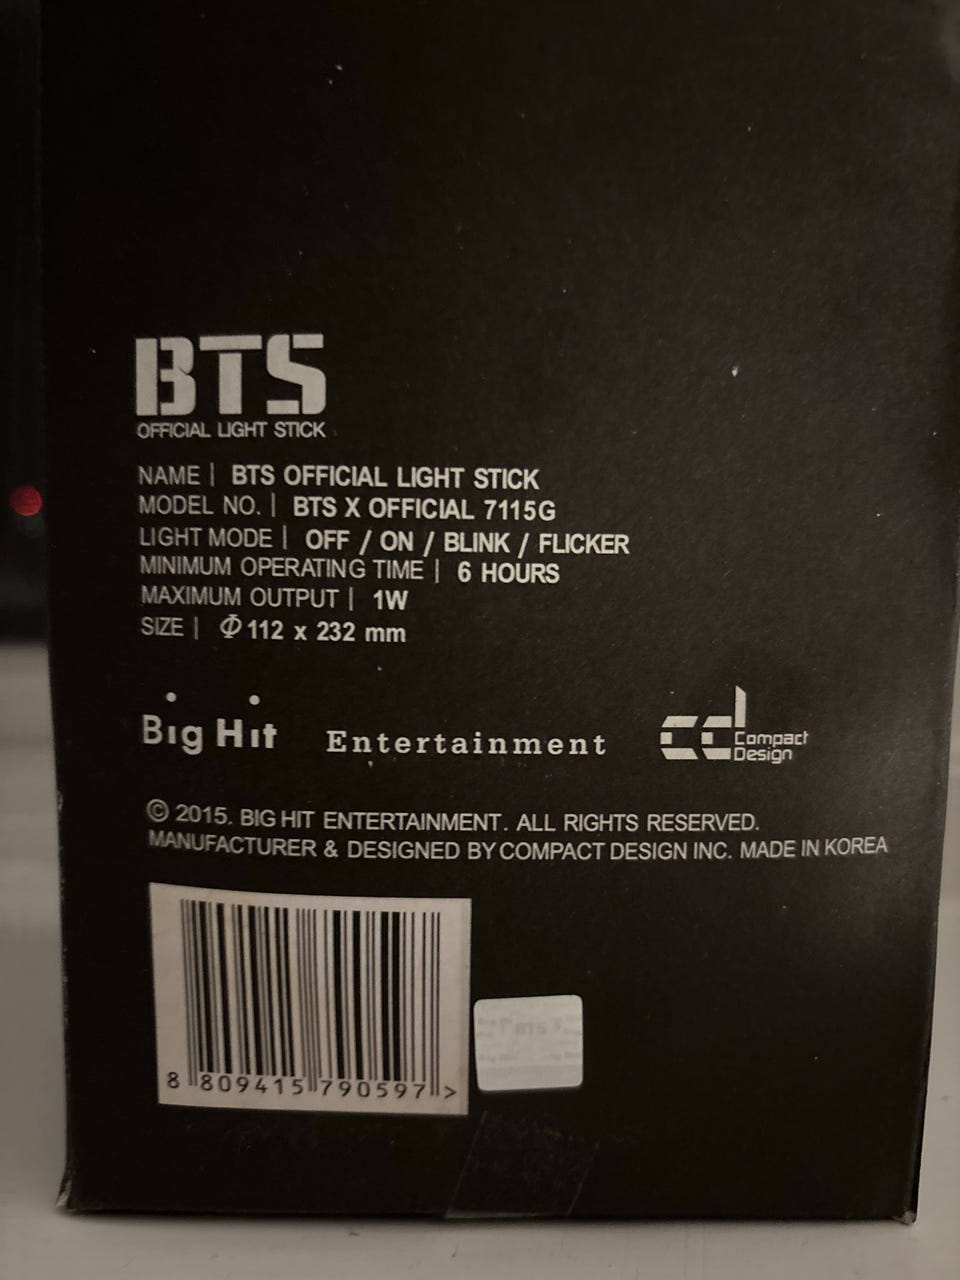 BTS
OFFICIAL LIGHT STICK
NAME | BTS OFFICIAL LIGHT STICK
MODEL NO. | BTS X OFFICIAL 7115G
LIGHT MODE | OFF / ON / BLINK / FLICKER
MINIMUM OPERATING TIME | 6 HOURS
MAXIMUM OUTPUT | 1W
SIZE | Φ 112 x 232 mm
Big Hit Entertainment
cd Compact
Design
© 2015. BIG HIT ENTERTAINMENT. ALL RIGHTS RESERVED.
MANUFACTURER & DESIGNED BY COMPACT DESIGN INC. MADE IN KOREA
8 809415 790597 >
BTS